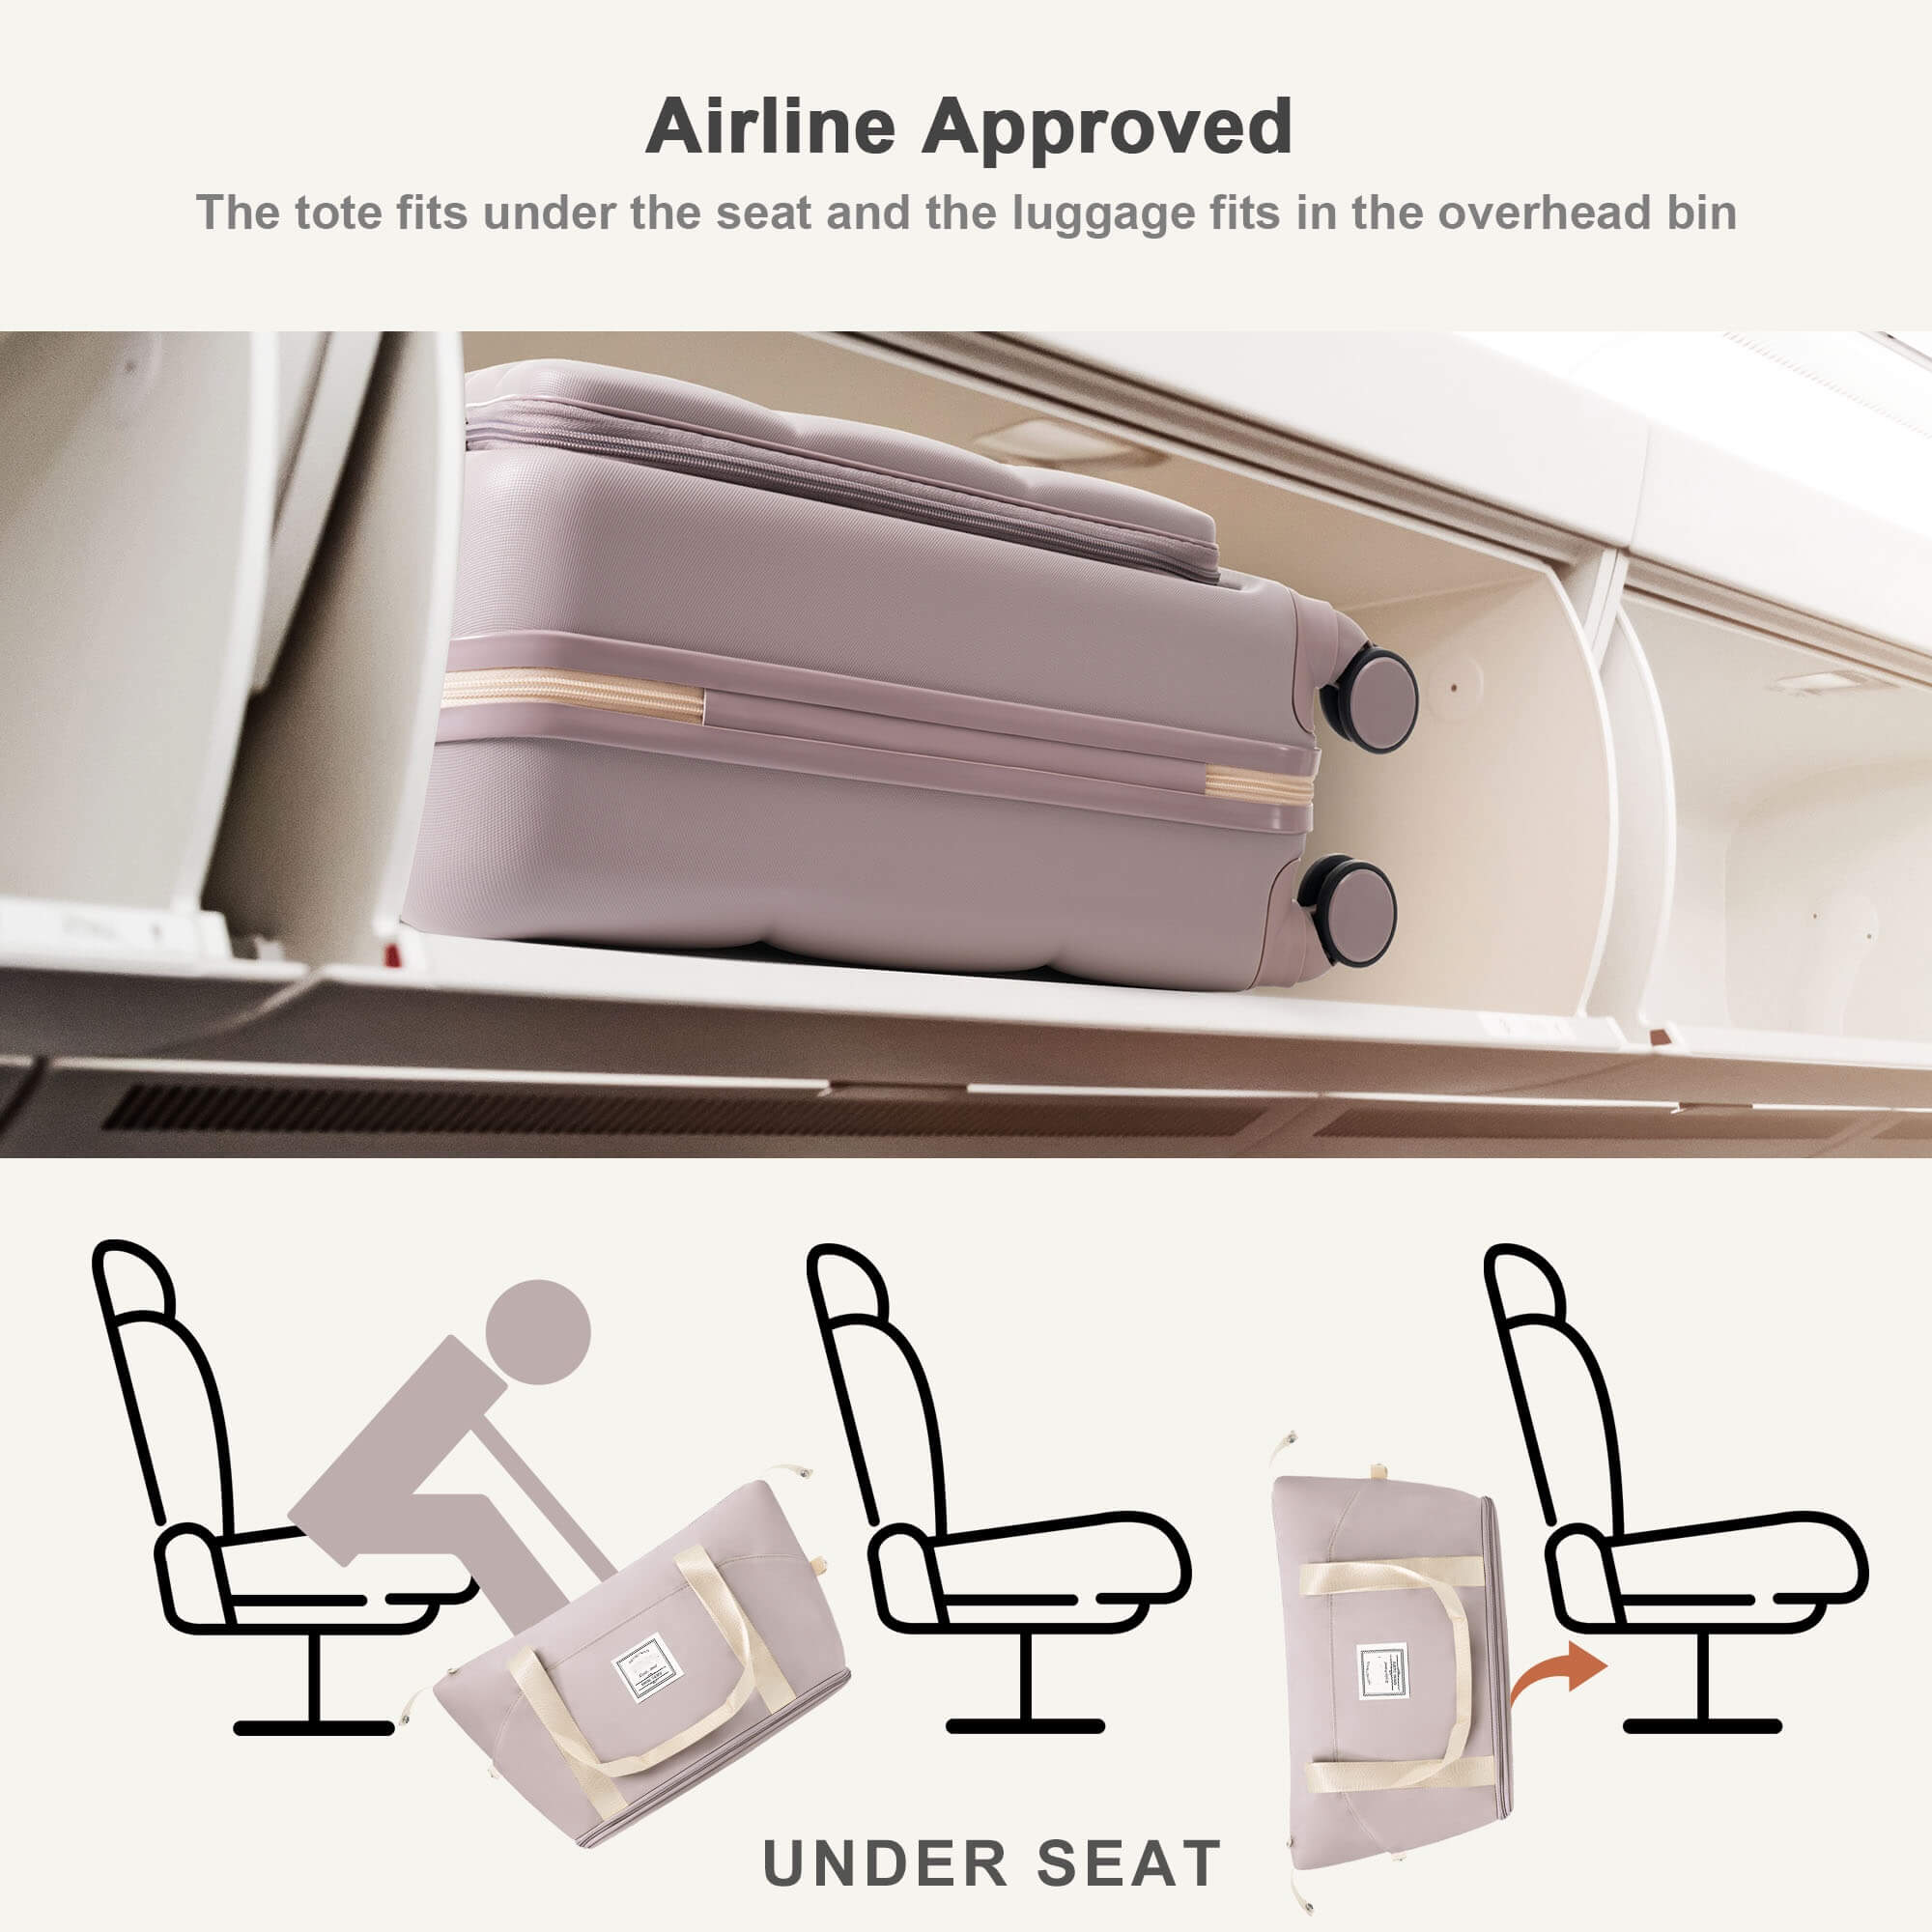 Airline Approved
The tote fits under the seat and the luggage fits in the overhead bin
UNDER SEAT